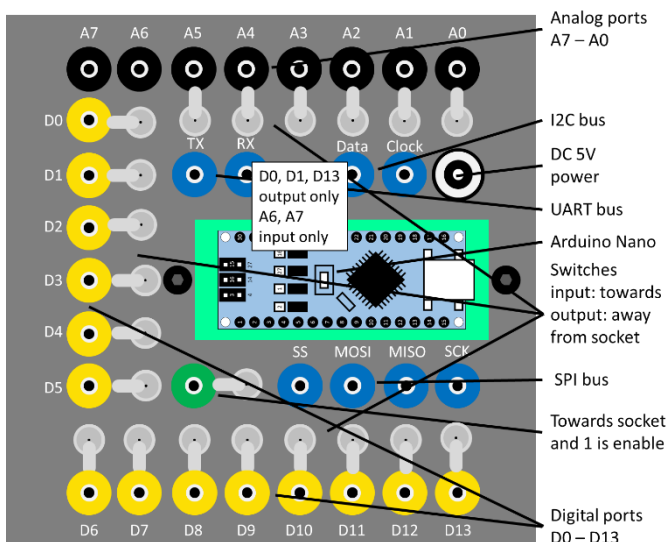 A7 A6 A5 A4 A3 A2 A1 A0
Analog ports
A7 – A0
D0
TX RX Data Clock
I2C bus
D1
DC 5V
power
D0, D1, D13
output only
A6, A7
input only
UART bus
D2
Arduino Nano
D3
Switches
input: towards
output: away
from socket
D4
SS MOSI MISO SCK
D5
SPI bus
Towards socket
and 1 is enable
D6 D7 D8 D9 D10 D11 D12 D13
Digital ports
D0 – D13